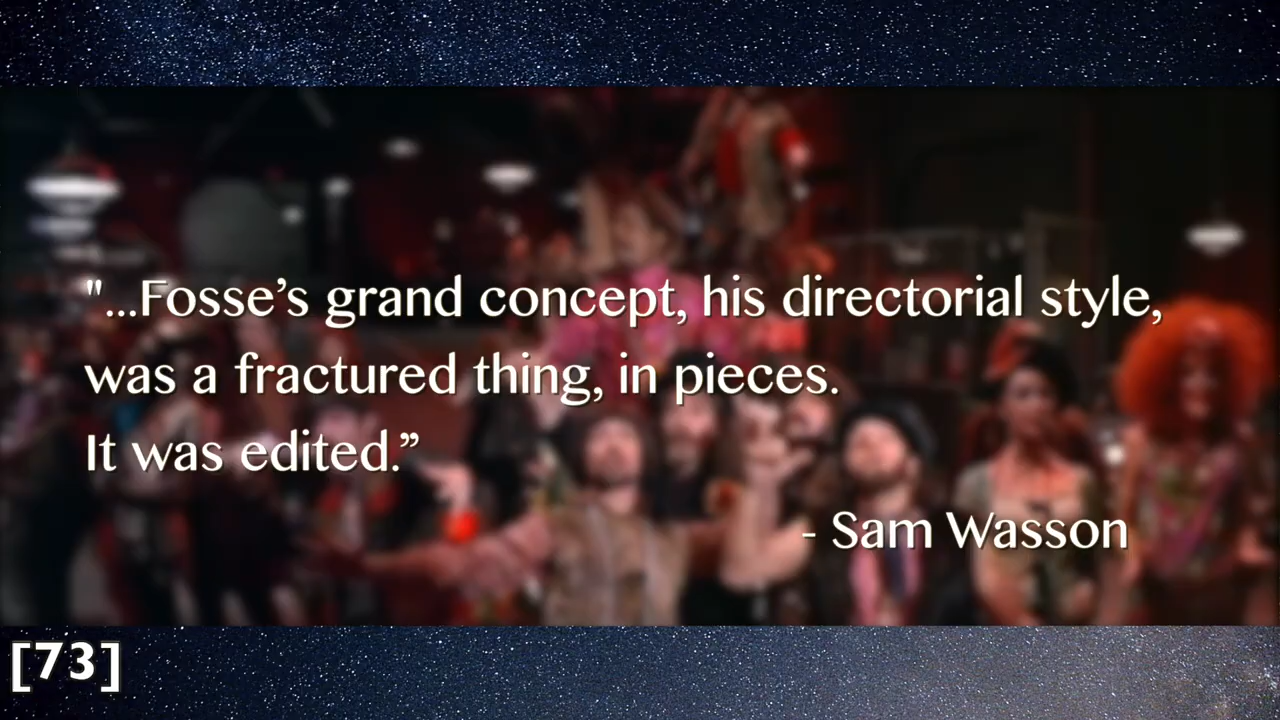 "...Fosse’s grand concept, his directorial style,
was a fractured thing, in pieces.
It was edited.”
- Sam Wasson
[73]